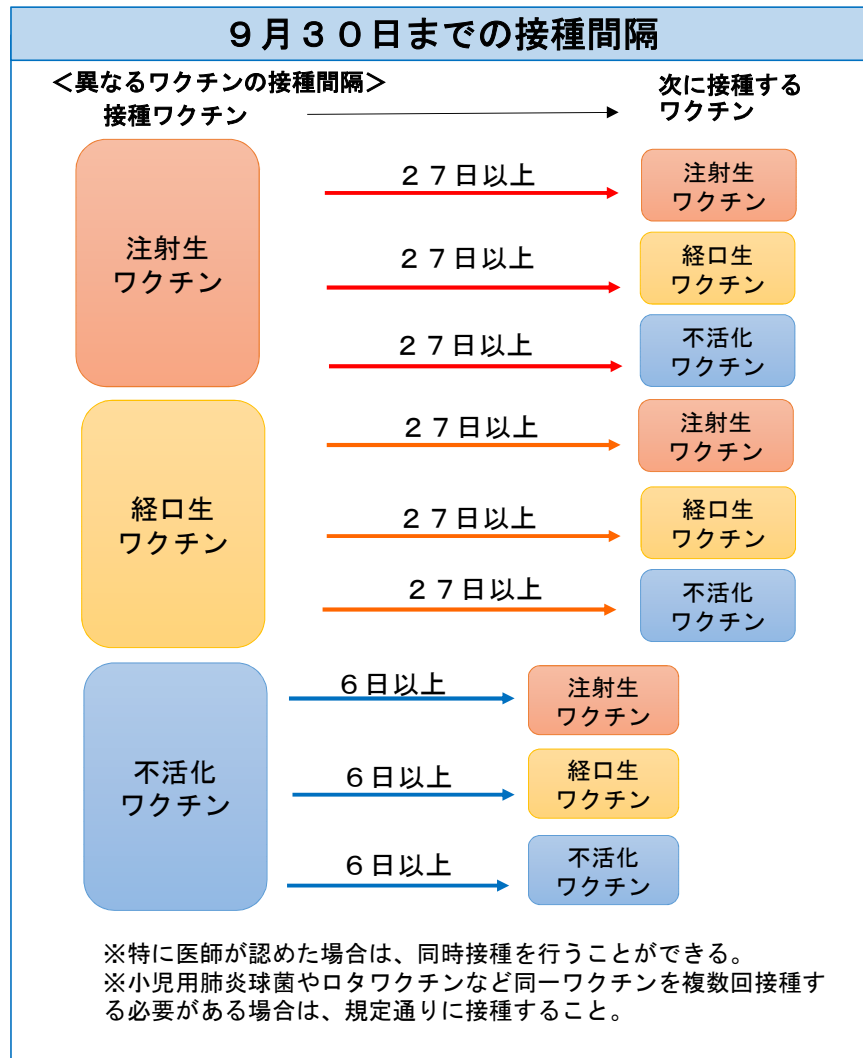 ９月３０日までの接種間隔
＜異なるワクチンの接種間隔＞
接種ワクチン
次に接種する
ワクチン
注射生
ワクチン
２７日以上
注射生
ワクチン
２７日以上
経口生
ワクチン
２７日以上
不活化
ワクチン
経口生
ワクチン
２７日以上
注射生
ワクチン
２７日以上
経口生
ワクチン
２７日以上
不活化
ワクチン
不活化
ワクチン
６日以上
注射生
ワクチン
６日以上
経口生
ワクチン
６日以上
不活化
ワクチン
※特に医師が認めた場合は、同時接種を行うことができる。
※小児用肺炎球菌やロタワクチンなど同一ワクチンを複数回接種す
る必要がある場合は、規定通りに接種すること。